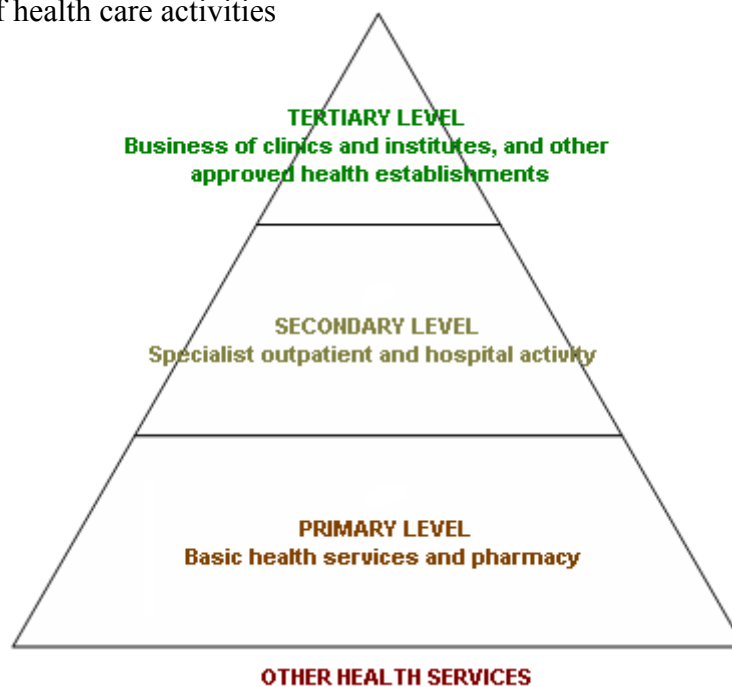 f health care activities
TERTIARY LEVEL
Business of clinics and institutes, and other
approved health establishments
SECONDARY LEVEL
Specialist outpatient and hospital activity
PRIMARY LEVEL
Basic health services and pharmacy
OTHER HEALTH SERVICES